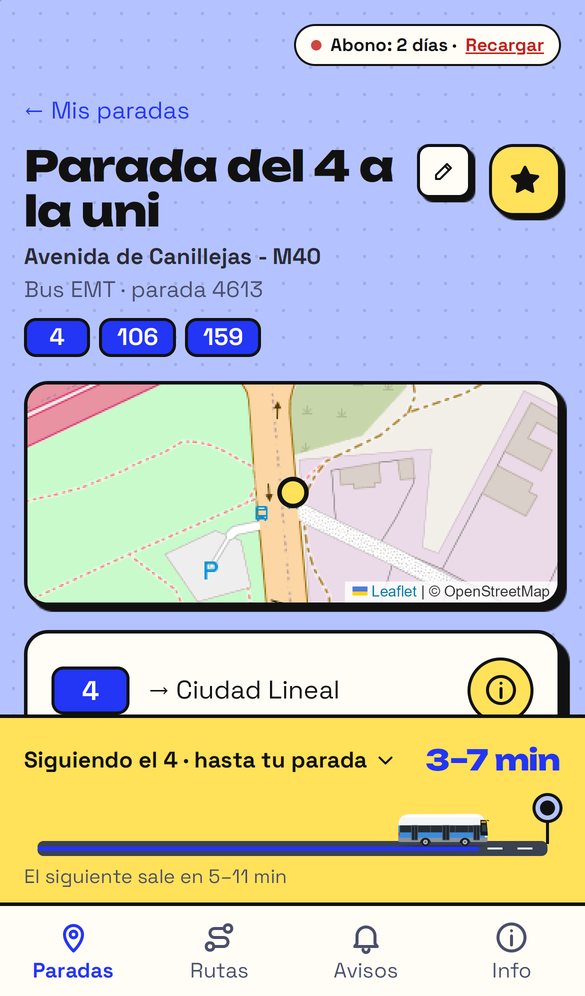 Abono: 2 días · Recargar
← Mis paradas
Parada del 4 a
la uni
Avenida de Canillejas - M40
Bus EMT · parada 4613
4 106 159
P
Leaflet | © OpenStreetMap
4 → Ciudad Lineal
Siguiendo el 4 · hasta tu parada 3–7 min
El siguiente sale en 5–11 min
Paradas Rutas Avisos Info